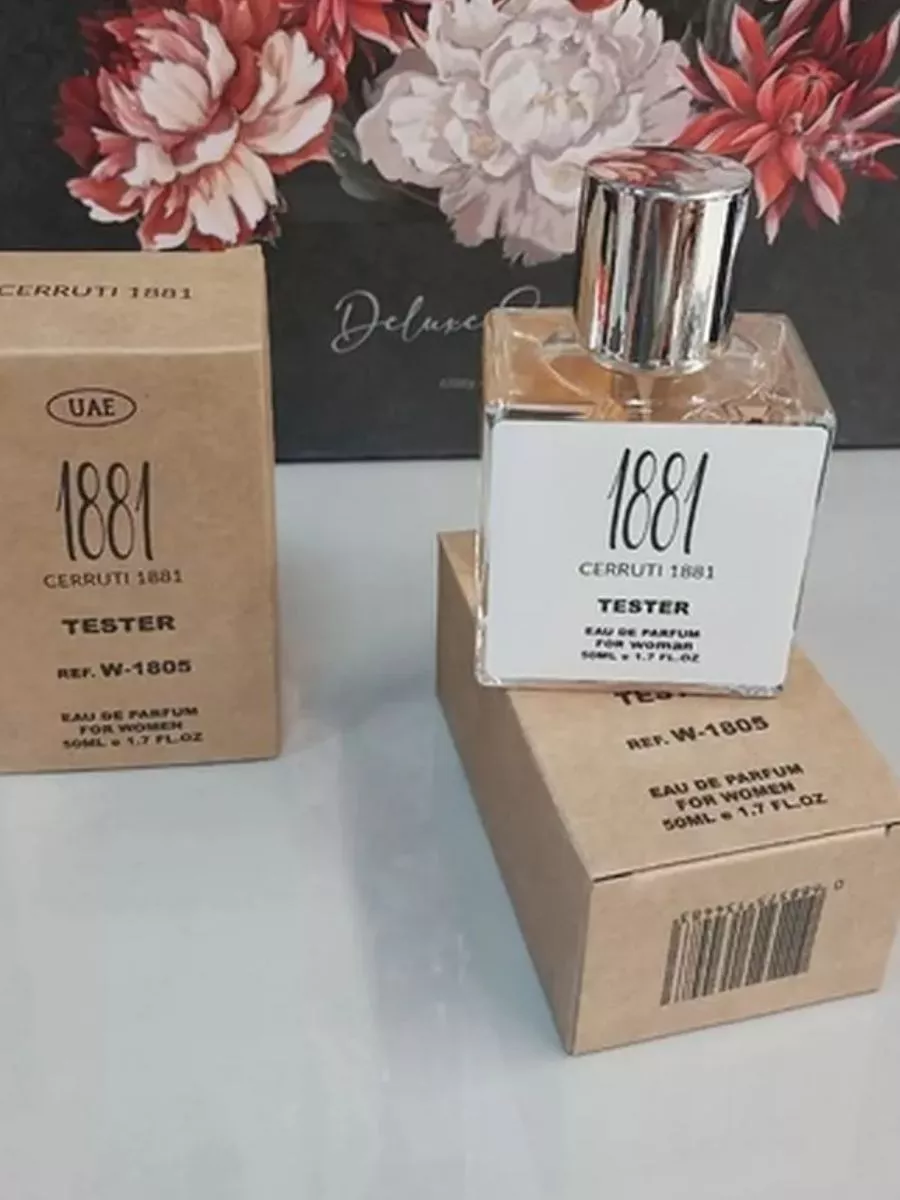 Deluxe
CERRUTI 1881
UAE
1881
CERRUTI 1881
TESTER
REF. W-1805
EAU DE PARFUM
FOR WOMEN
50ML e 1.7 FL.OZ
1881
CERRUTI 1881
TESTER
EAU DE PARFUM
FOR woman
50ML e 1.7 FL.OZ
REF. W-1805
EAU DE PARFUM
FOR WOMEN
50ML e 1.7 FL.OZ